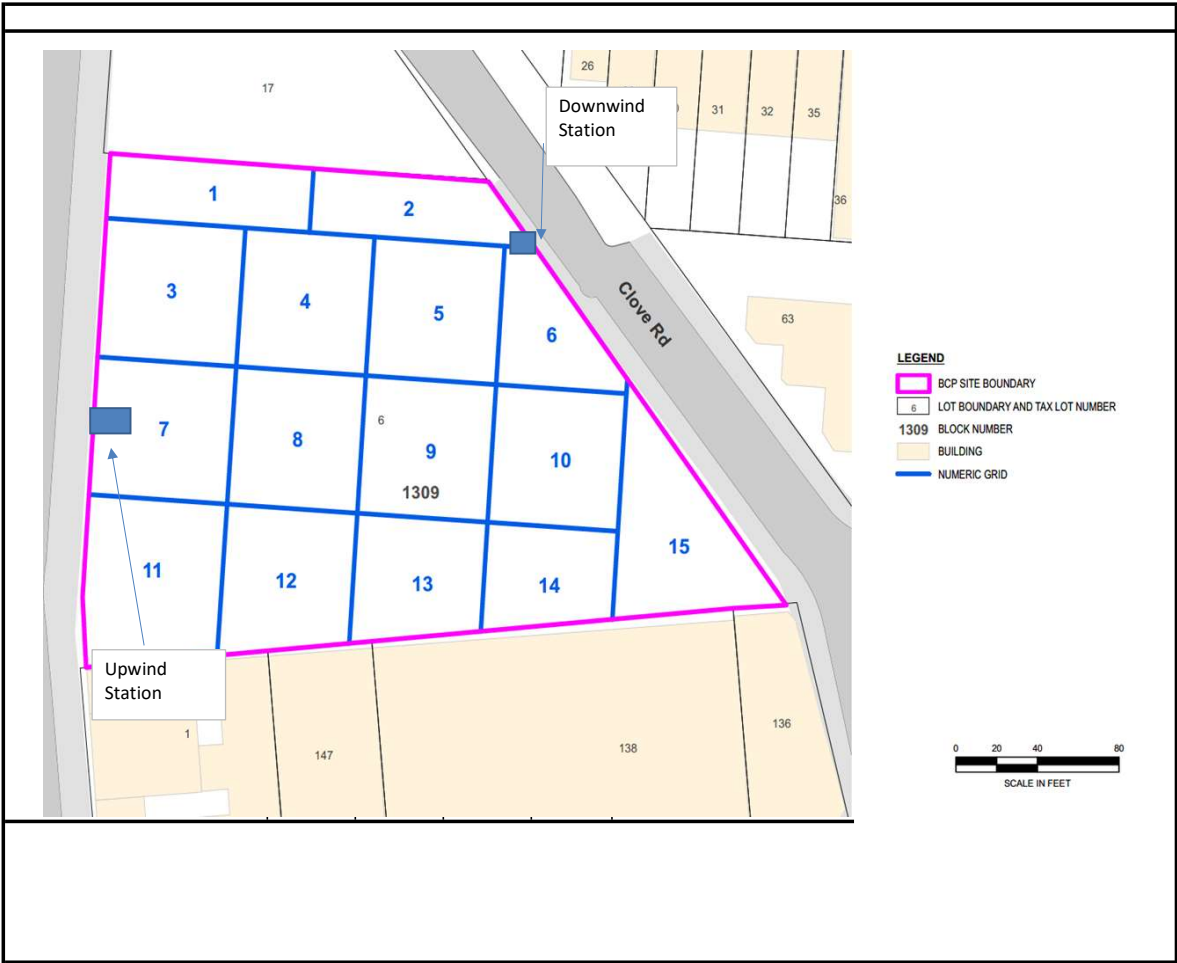 17
26
31
32
35
36
Downwind
Station
1
2
3
4
5
6
Clove Rd
63
7
8
6
9
10
1309
11
12
13
14
15
Upwind
Station
1
147
138
136
LEGEND
BCP SITE BOUNDARY
6 LOT BOUNDARY AND TAX LOT NUMBER
1309 BLOCK NUMBER
BUILDING
NUMERIC GRID
0 20 40 80
SCALE IN FEET